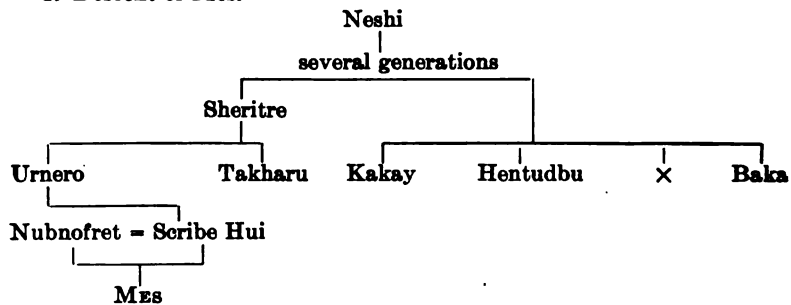 Neshi
several generations
Sheritre
Urnero Takharu Kakay Hentudbu × Baka
Nubnofret = Scribe Hui
MES